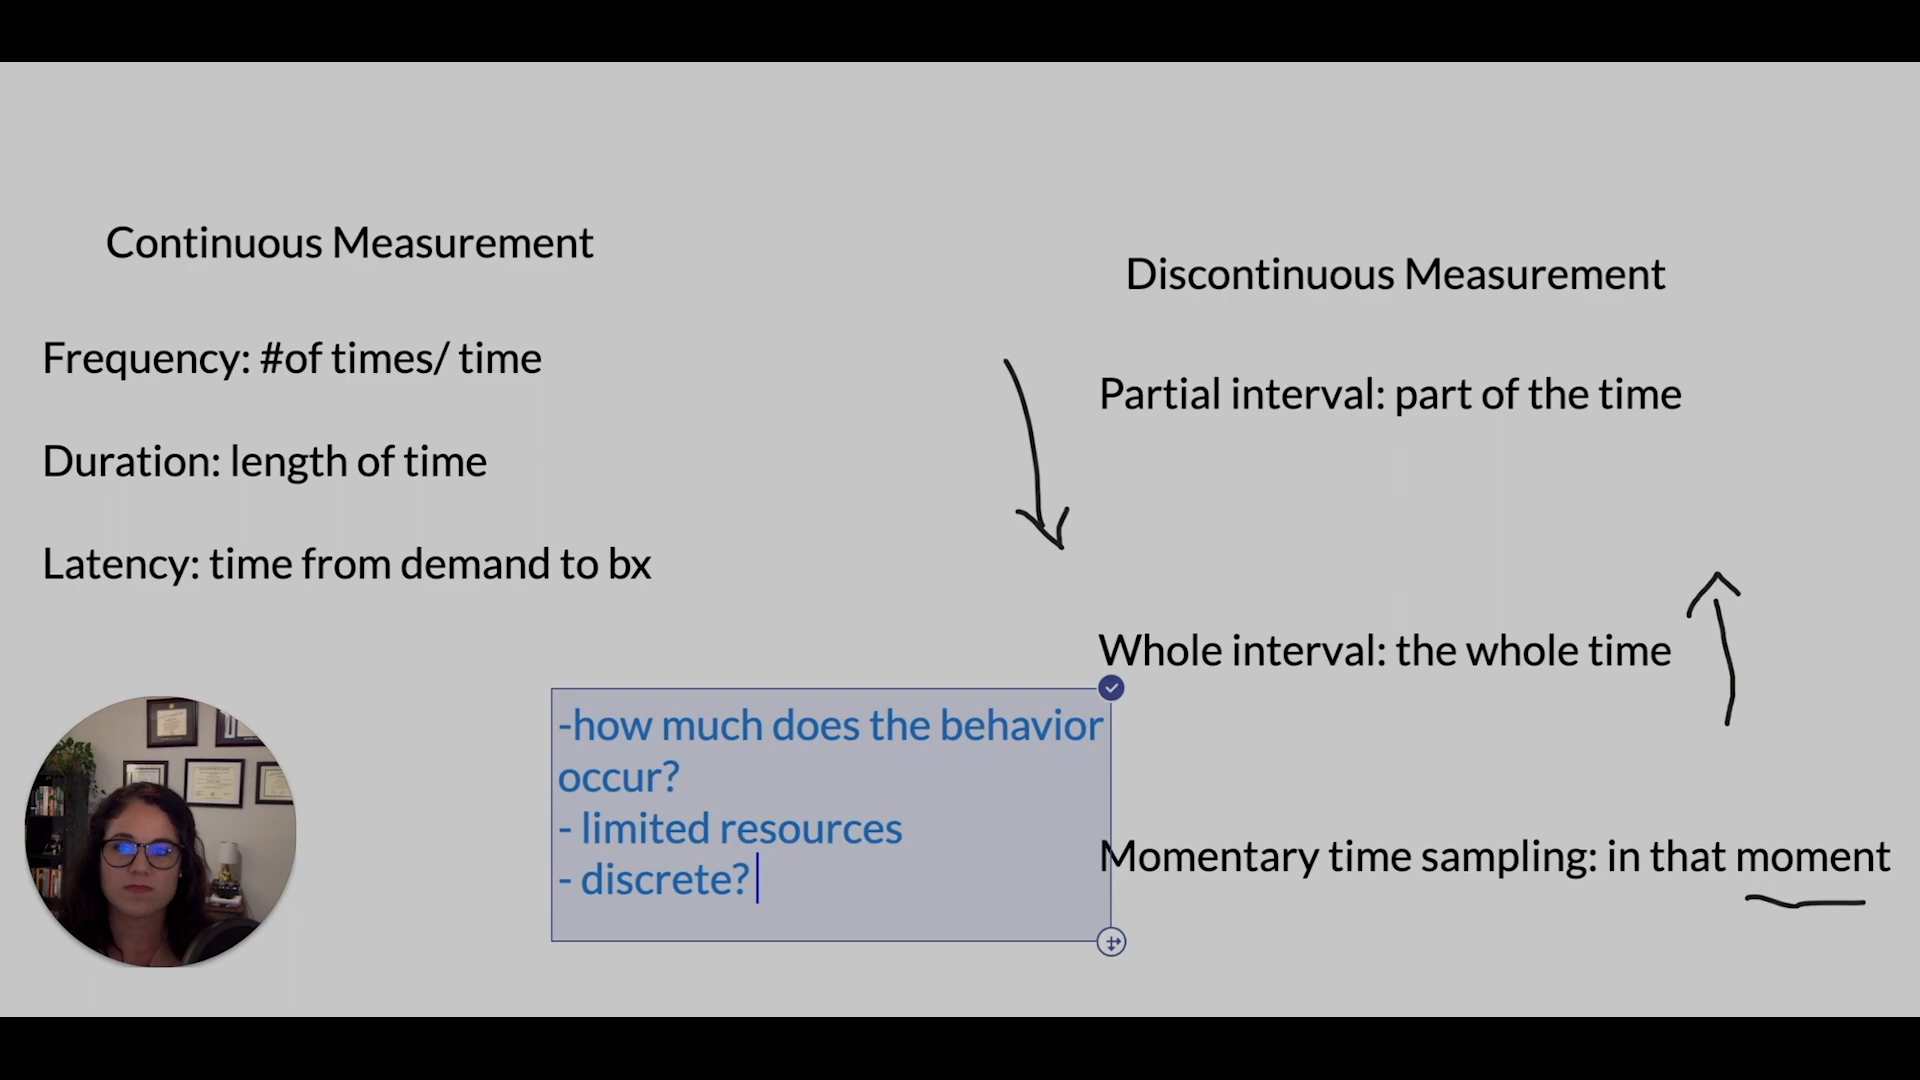 Continuous Measurement
Frequency: #of times/ time
Duration: length of time
Latency: time from demand to bx
Discontinuous Measurement
Partial interval: part of the time
Whole interval: the whole time
Momentary time sampling: in that moment
-how much does the behavior
occur?
- limited resources
- discrete?